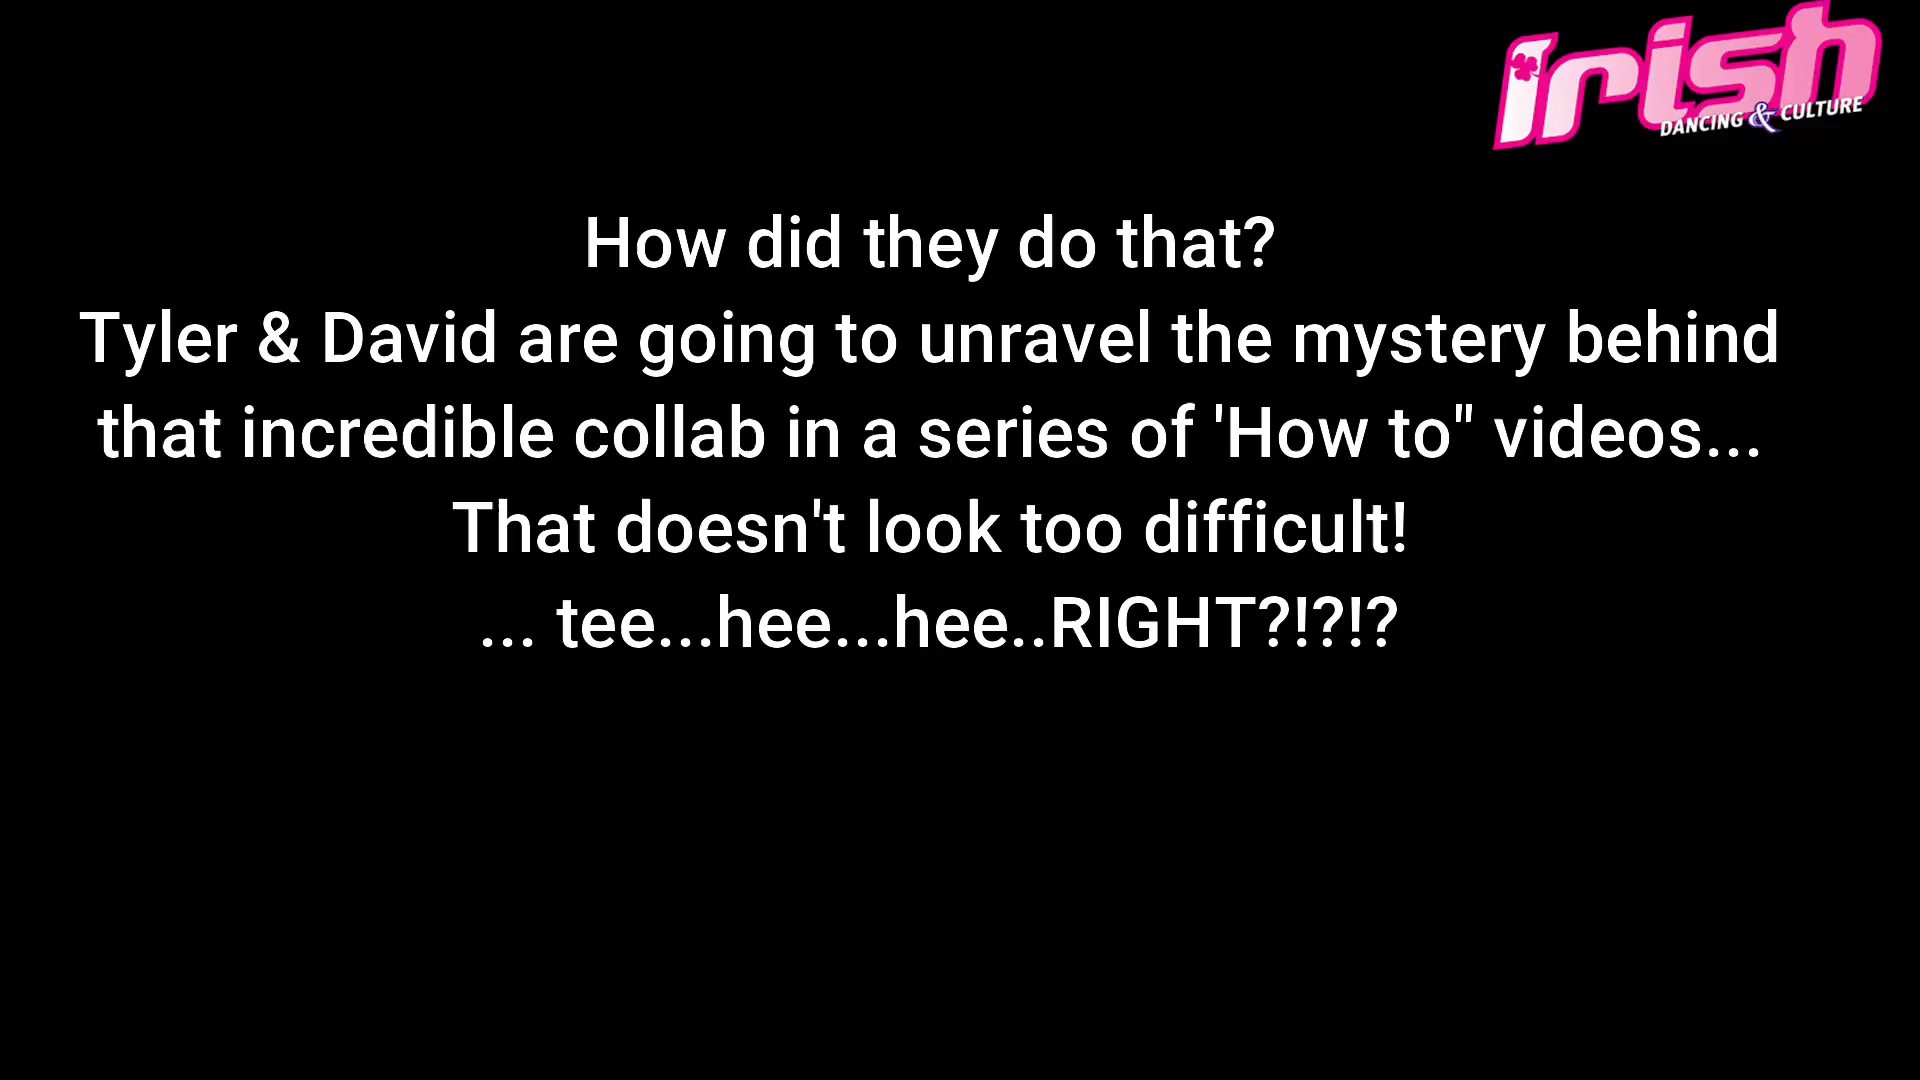 Irish
DANCING & CULTURE
How did they do that?
Tyler & David are going to unravel the mystery behind
that incredible collab in a series of 'How to" videos...
That doesn't look too difficult!
... tee...hee...hee..RIGHT?!?!?